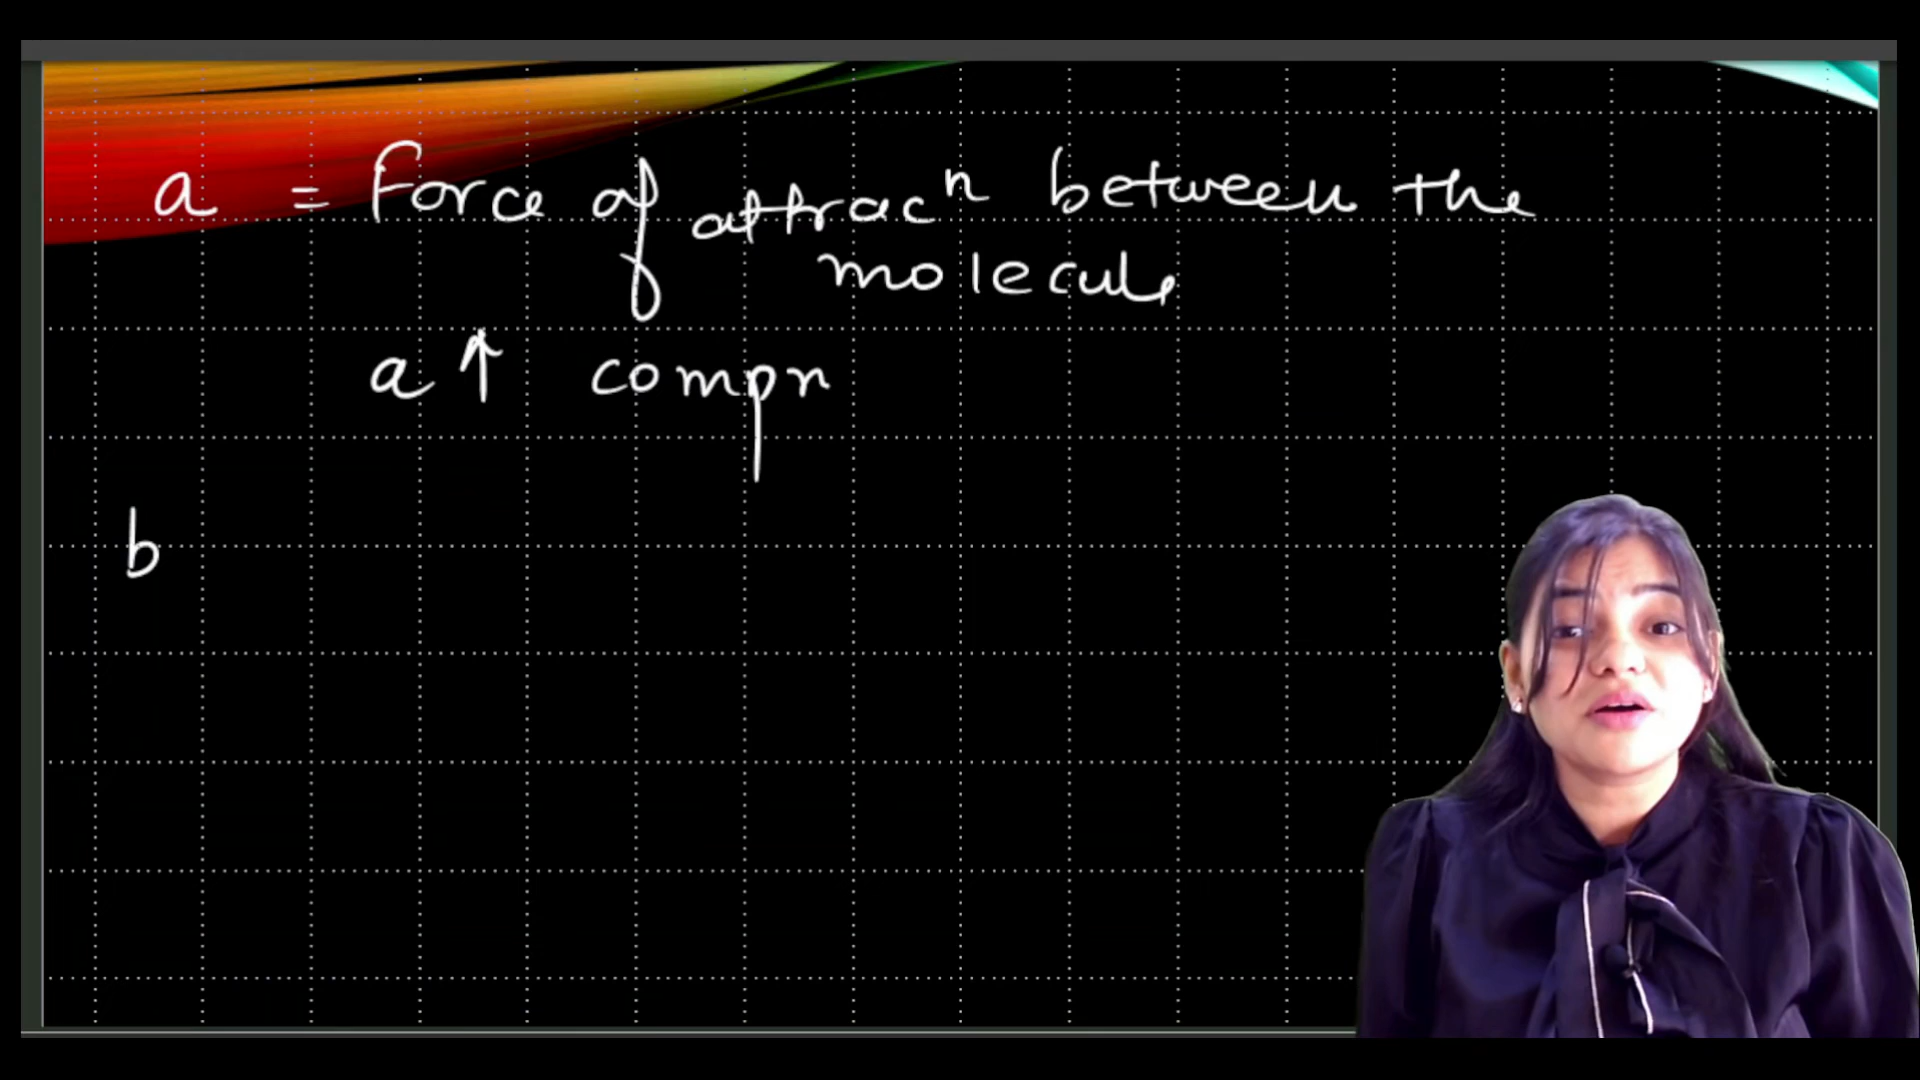 a = Force of attracⁿ between the
molecule
a ↑ compn
b